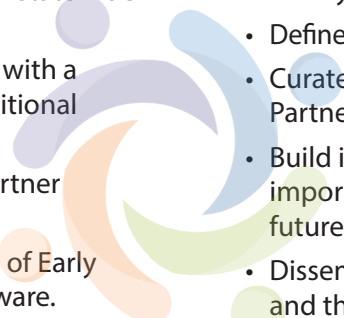 with a
itional
rtner
of Early
ware.
• Define
• Curate
Partne
• Build i
impor
future
• Dissen
and th